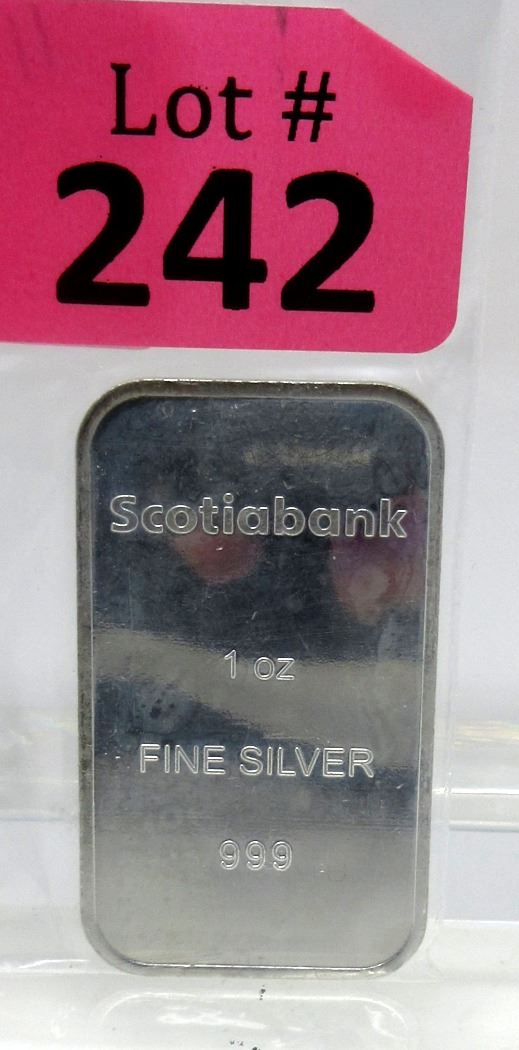 Lot #
242
Scotiabank
1 oz
FINE SILVER
999